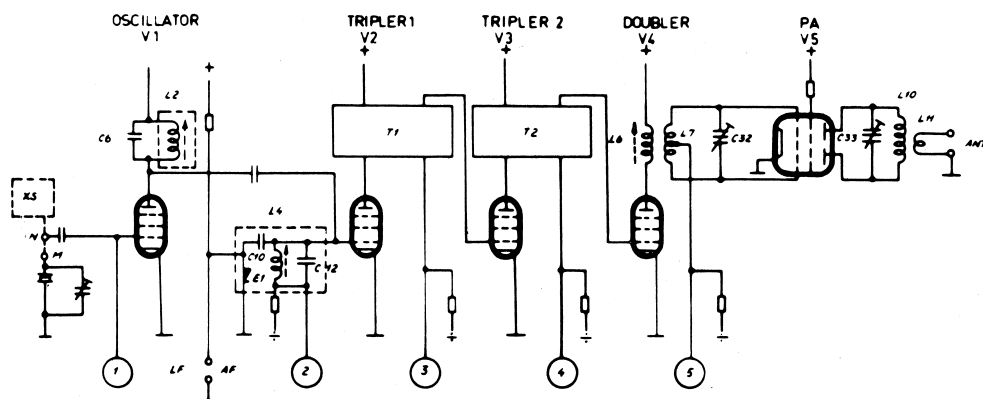 OSCILLATOR TRIPLER 1 TRIPLER 2 DOUBLER PA
V1 V2 V3 V4 V5
+ + + +
+
L2
L10
L11
C6
T1
T2
L6
L7
C32
C33
ANT
XS
L4
N
M
C10
C12
E1
LF AF
1 2 3 4 5